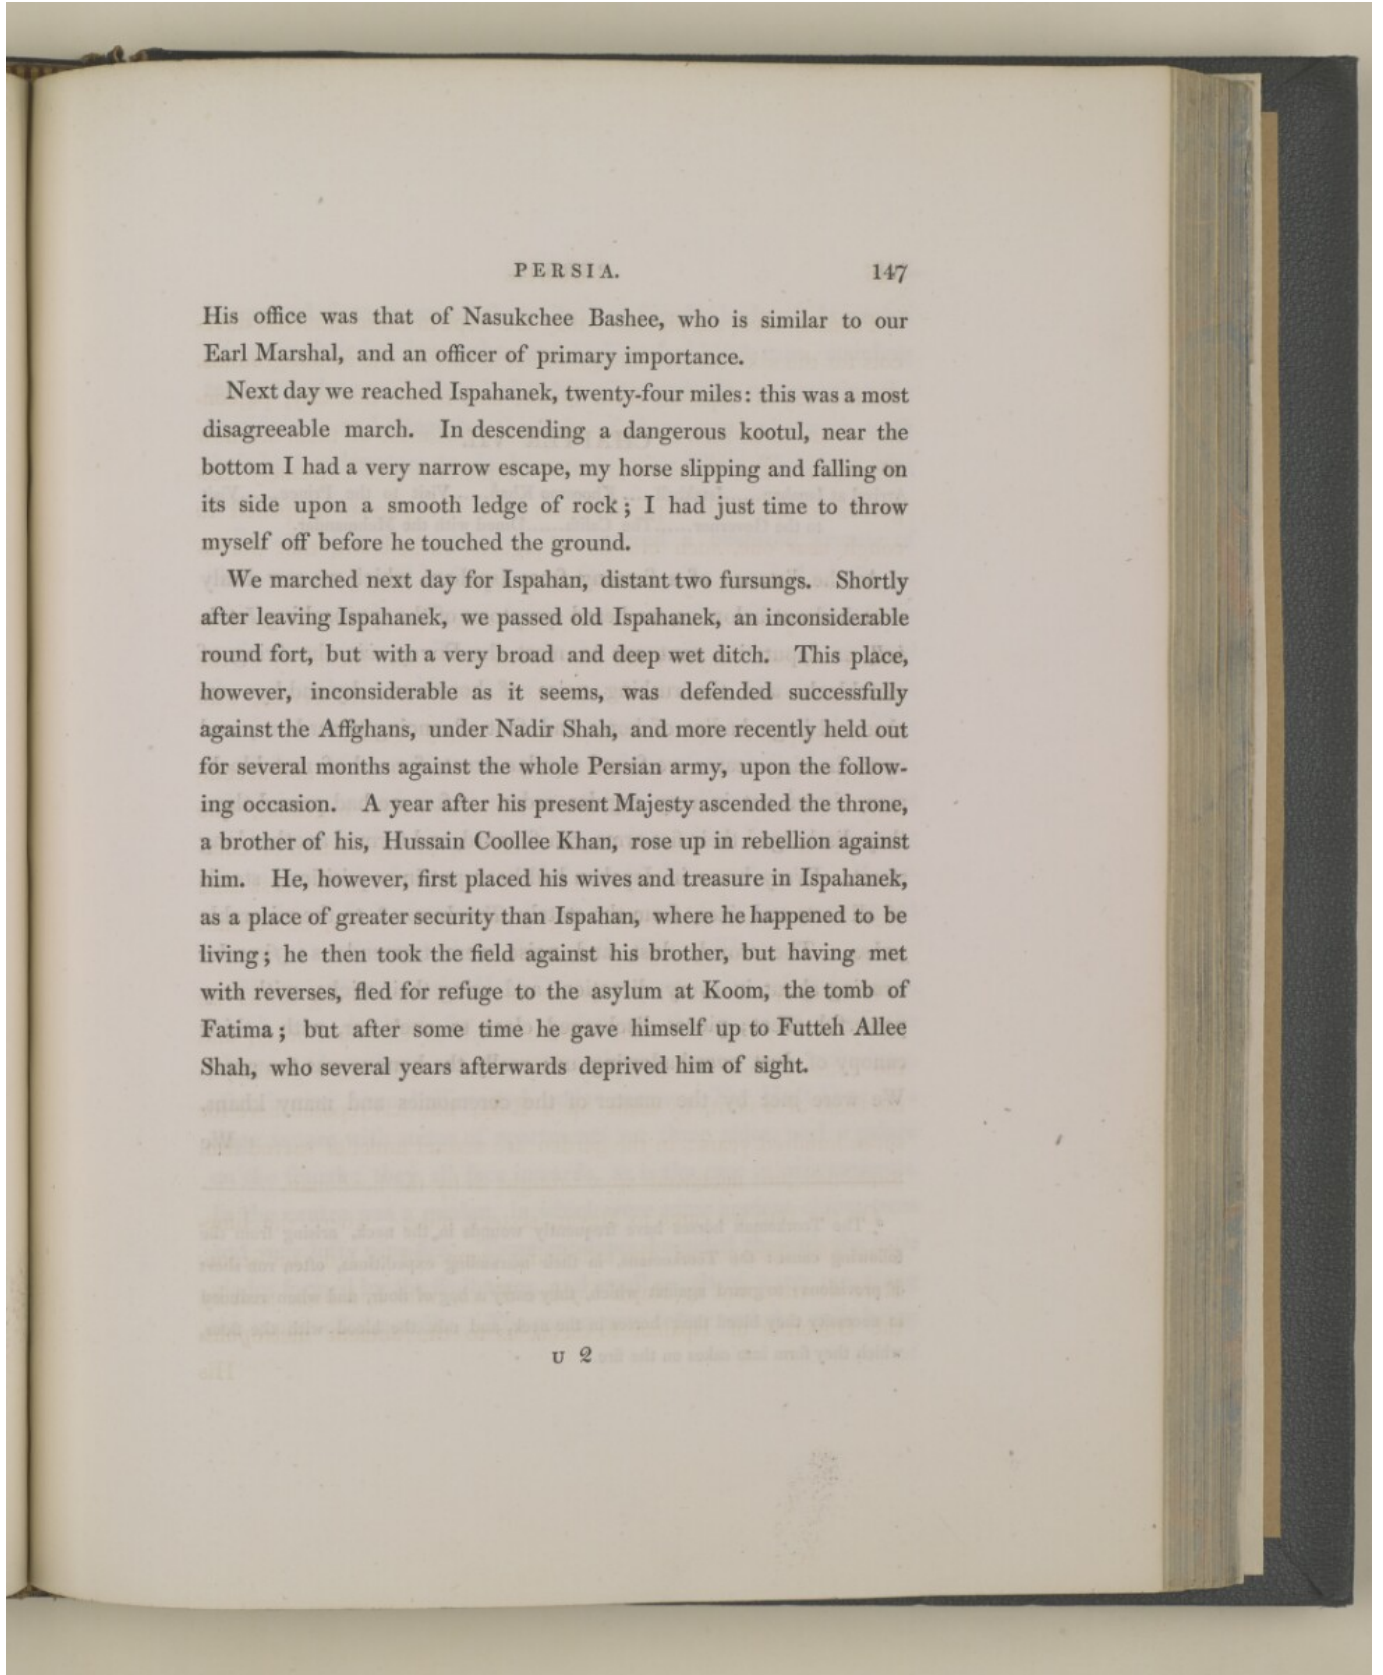 PERSIA. 147
His office was that of Nasukchee Bashee, who is similar to our
Earl Marshal, and an officer of primary importance.
Next day we reached Ispahanek, twenty-four miles: this was a most
disagreeable march. In descending a dangerous kootul, near the
bottom I had a very narrow escape, my horse slipping and falling on
its side upon a smooth ledge of rock; I had just time to throw
myself off before he touched the ground.
We marched next day for Ispahan, distant two fursungs. Shortly
after leaving Ispahanek, we passed old Ispahanek, an inconsiderable
round fort, but with a very broad and deep wet ditch. This place,
however, inconsiderable as it seems, was defended successfully
against the Affghans, under Nadir Shah, and more recently held out
for several months against the whole Persian army, upon the follow-
ing occasion. A year after his present Majesty ascended the throne,
a brother of his, Hussain Coollee Khan, rose up in rebellion against
him. He, however, first placed his wives and treasure in Ispahanek,
as a place of greater security than Ispahan, where he happened to be
living; he then took the field against his brother, but having met
with reverses, fled for refuge to the asylum at Koom, the tomb of
Fatima; but after some time he gave himself up to Futteh Allee
Shah, who several years afterwards deprived him of sight.
U 2